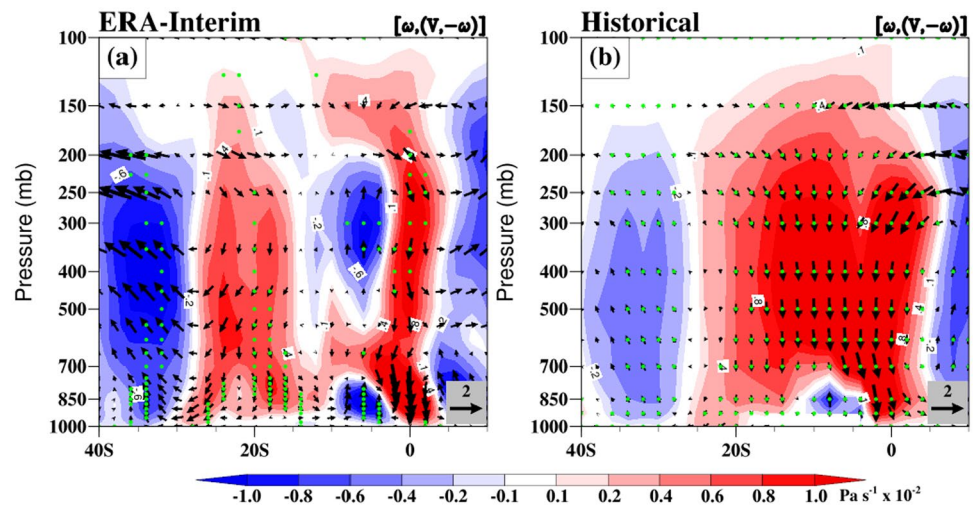 ERA-Interim [ω,(V,−ω)] Historical [ω,(V,−ω)]
(a) (b)
Pressure (mb) Pressure (mb)
100 100
150 150
200 200
250 250
300 300
400 400
500 500
700 700
850 850
1000 1000
2 2
40S 20S 0 40S 20S 0
-1.0 -0.8 -0.6 -0.4 -0.2 -0.1 0.1 0.2 0.4 0.6 0.8 1.0 Pa s⁻¹ x 10⁻²